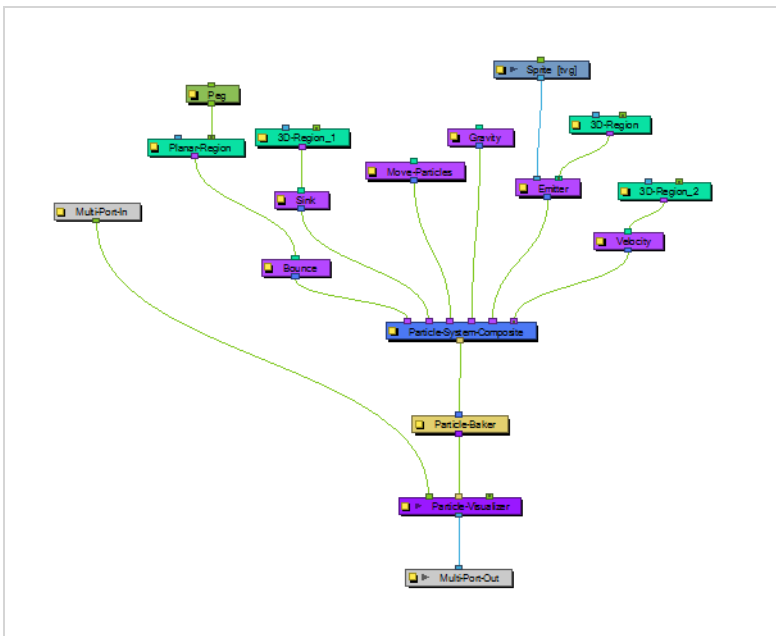 Sprite [tvg]
Peg
3D-Region
3D-Region_1
Gravity
Planar-Region
Move-Particles
Emitter
3D-Region_2
Sink
Multi-Port-In
Velocity
Bounce
Particle-System-Composite
Particle-Baker
Particle-Visualizer
Multi-Port-Out